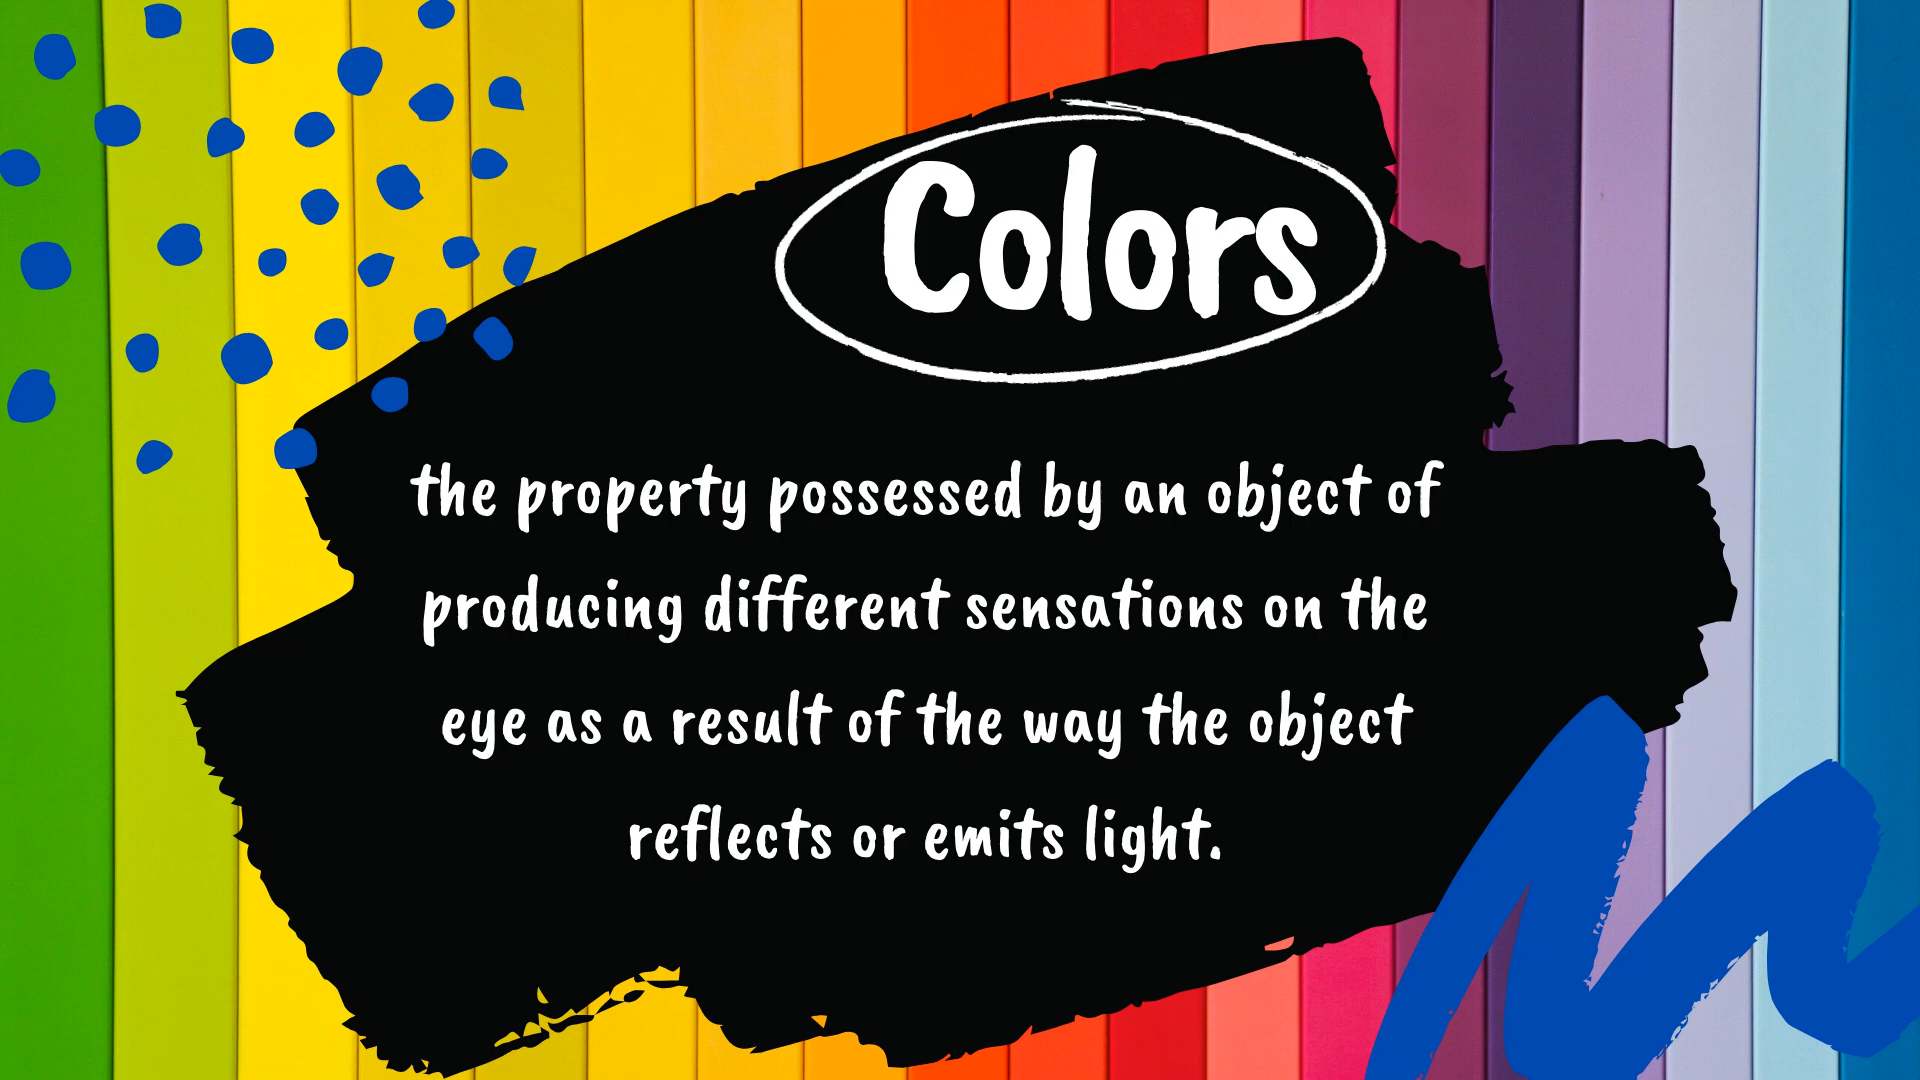 Colors
the property possessed by an object of
producing different sensations on the
eye as a result of the way the object
reflects or emits light.